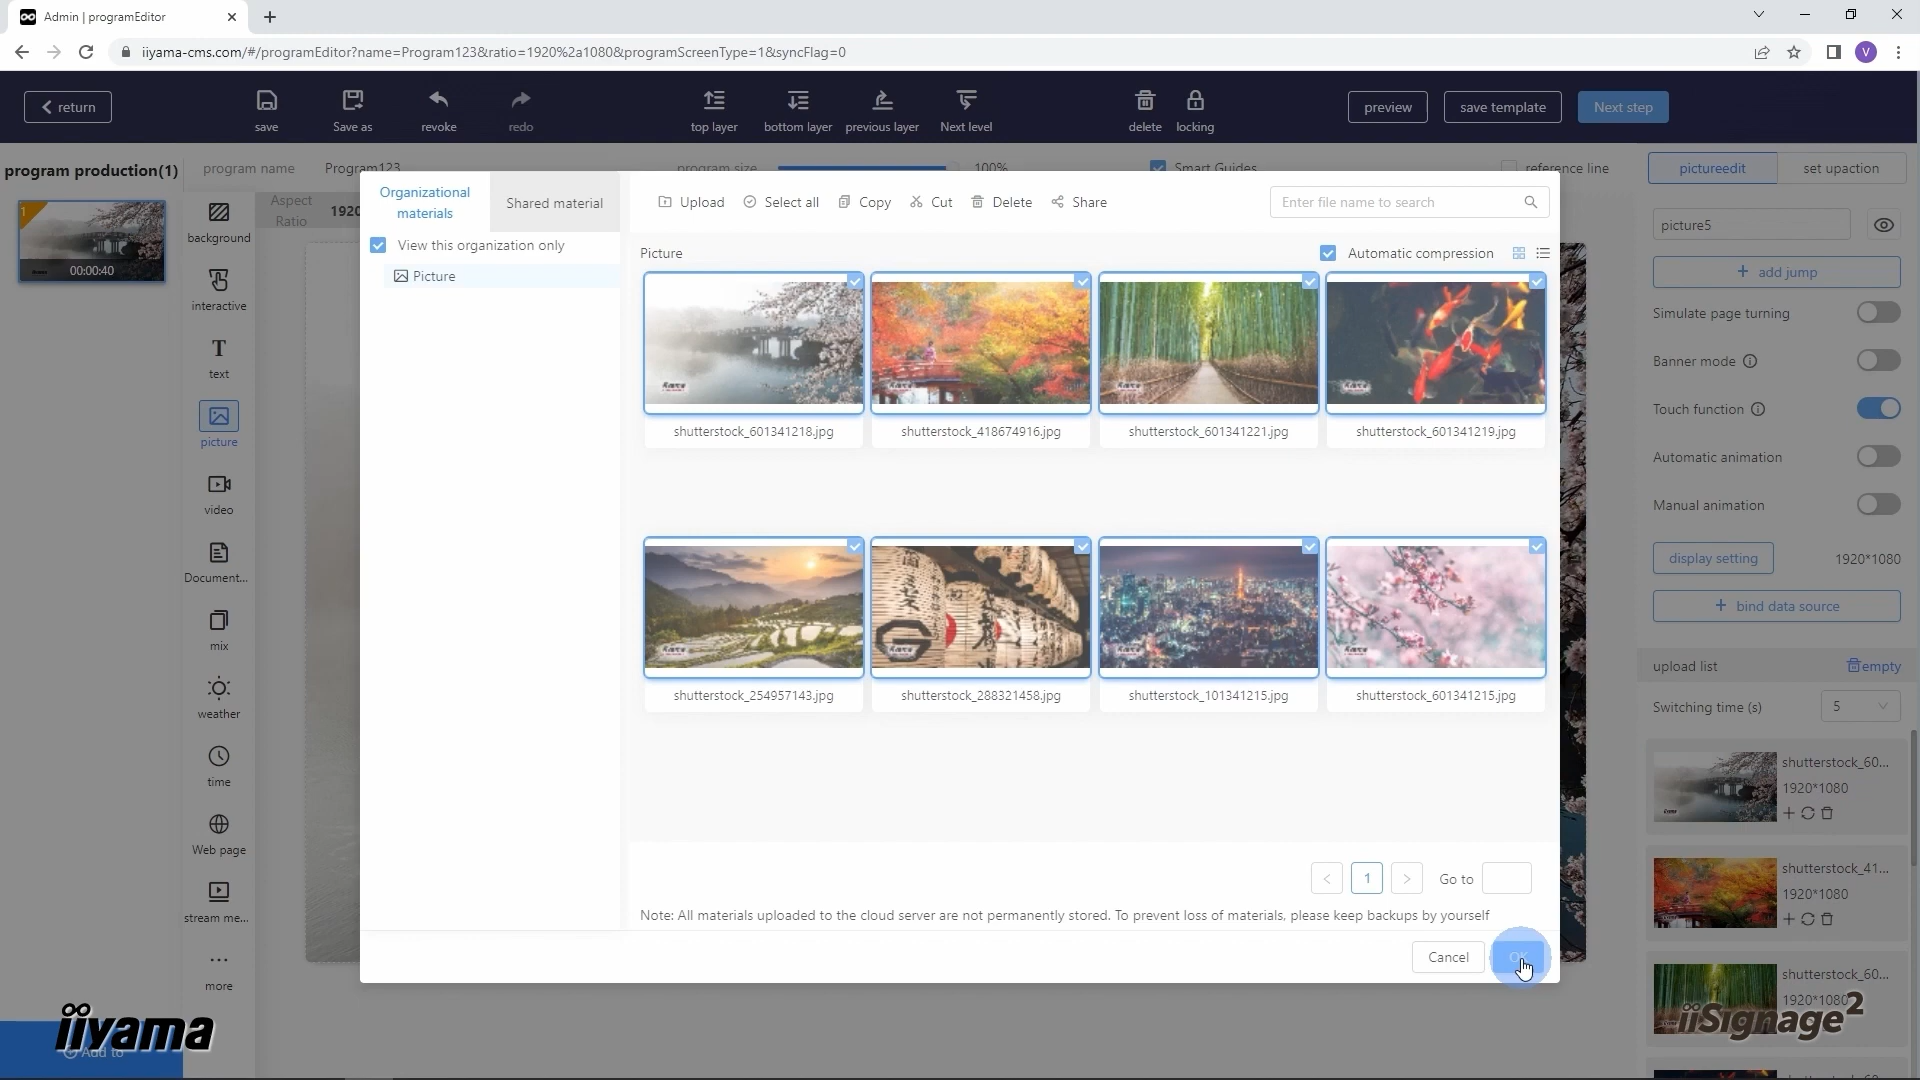 Admin | programEditor
iiyama-cms.com/#/programEditor?name=Program123&ratio=1920%2a1080&programScreenType=1&syncFlag=0
V
return
save
Save as
revoke
redo
top layer
bottom layer
previous layer
Next level
delete
locking
preview
save template
Next step
program production(1)
program name
Program123
program size
100%
Smart Guides
reference line
pictureedit
set upaction
1
00:00:40
Aspect
Ratio
1920
background
interactive
T
text
picture
video
Document...
mix
weather
time
Web page
stream me...
more
Add to
Organizational
materials
Shared material
View this organization only
Picture
Upload
Select all
Copy
Cut
Delete
Share
Enter file name to search
Picture
Automatic compression
shutterstock_601341218.jpg
shutterstock_418674916.jpg
shutterstock_601341221.jpg
shutterstock_601341219.jpg
shutterstock_254957143.jpg
shutterstock_288321458.jpg
shutterstock_101341215.jpg
shutterstock_601341215.jpg
1
Go to
Note: All materials uploaded to the cloud server are not permanently stored. To prevent loss of materials, please keep backups by yourself
Cancel
picture5
+ add jump
Simulate page turning
Banner mode
Touch function
Automatic animation
Manual animation
display setting
1920*1080
+ bind data source
upload list
empty
Switching time (s)
5
shutterstock_60...
1920*1080
shutterstock_41...
1920*1080
shutterstock_60...
1920*1080
iiyama
iiSignage2